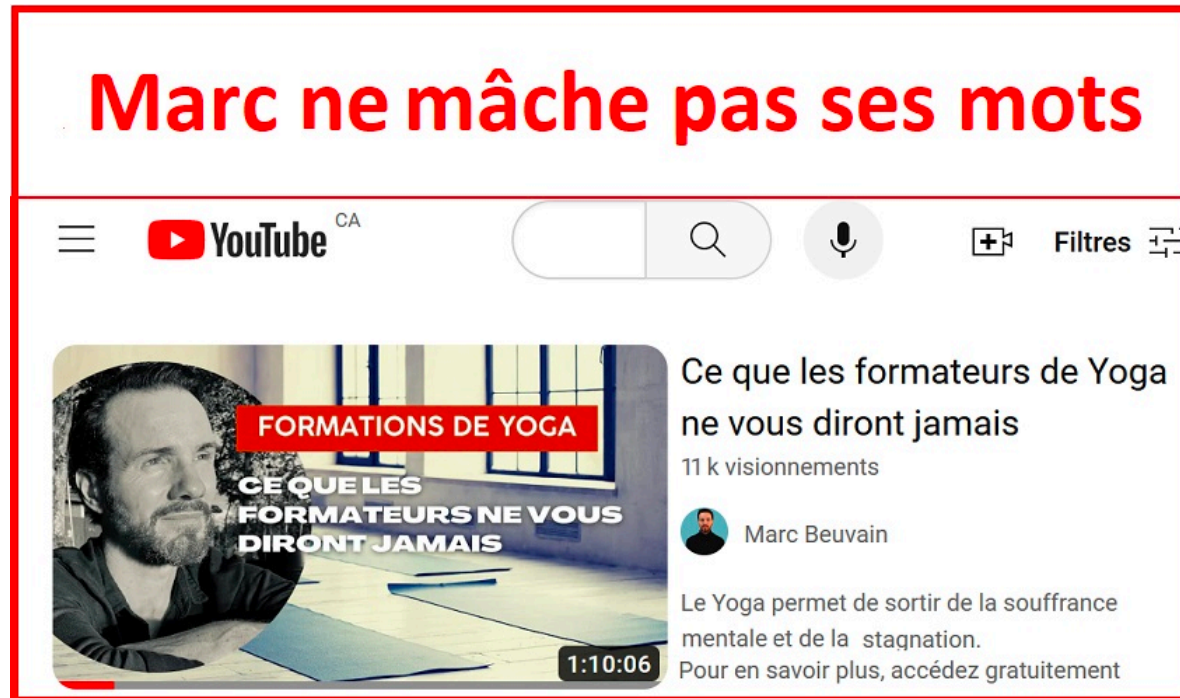 Marc ne mâche pas ses mots
YouTube CA
Filtres
FORMATIONS DE YOGA
CE QUE LES
FORMATEURS NE VOUS
DIRONT JAMAIS
1:10:06
Ce que les formateurs de Yoga
ne vous diront jamais
11 k visionnements
Marc Beuvain
Le Yoga permet de sortir de la souffrance
mentale et de la stagnation.
Pour en savoir plus, accédez gratuitement